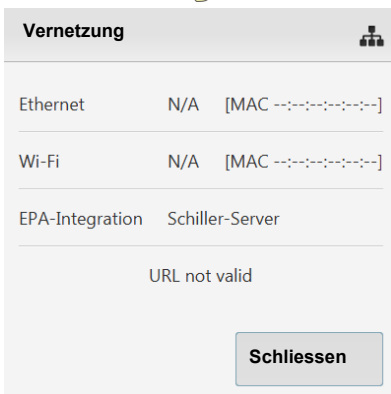 Vernetzung
Ethernet N/A [MAC --:--:--:--:--:--]
Wi-Fi N/A [MAC --:--:--:--:--:--]
EPA-Integration Schiller-Server
URL not valid
Schliessen